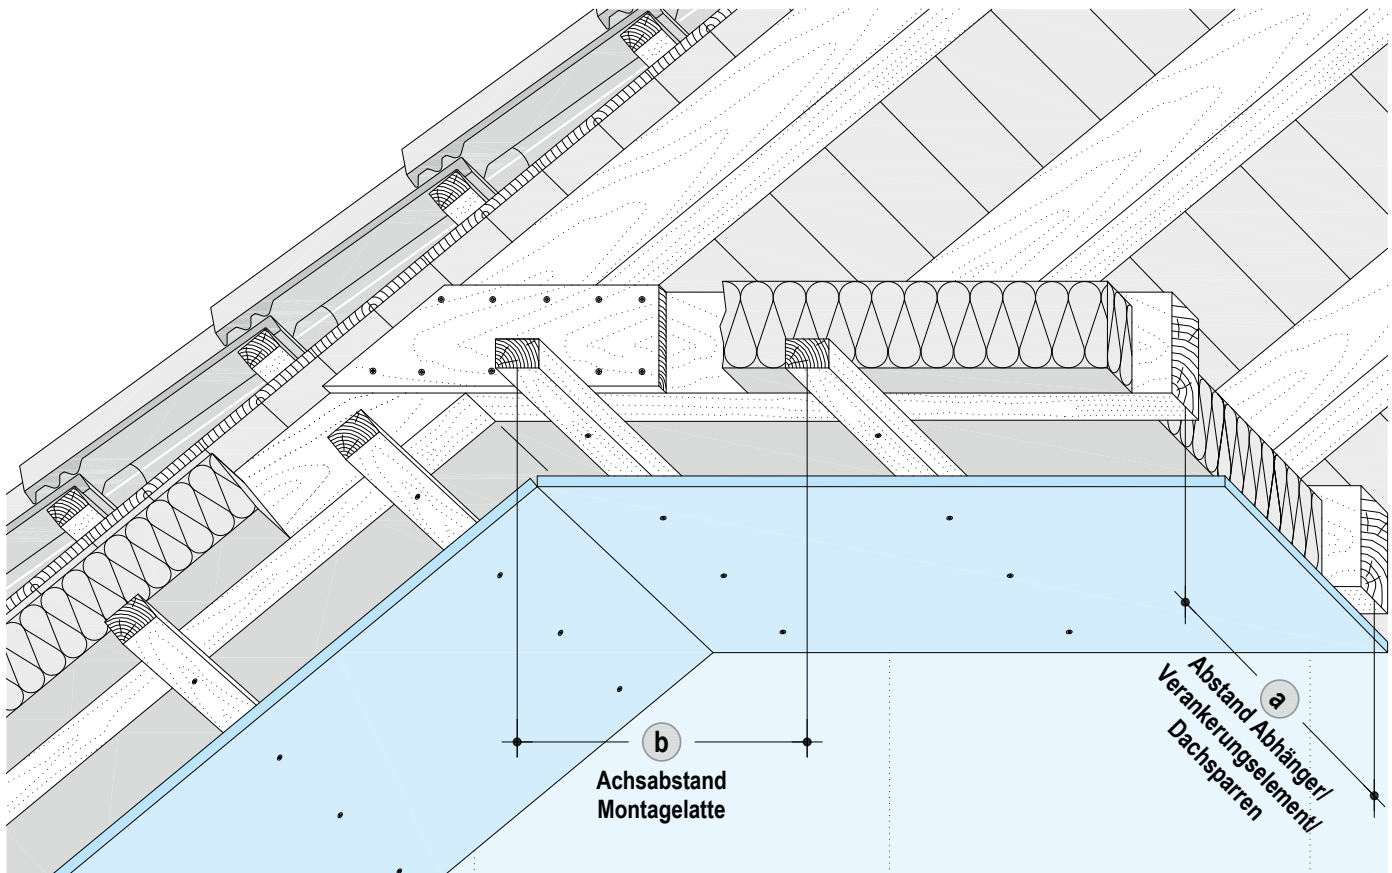 b
Achsabstand
Montagelatte
a
Abstand Abhänger/
Verankerungselement/
Dachsparren